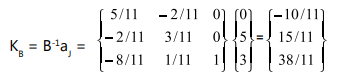 K_B = B⁻¹a_J = { 5/11 −2/11 0 } { 0 } = { −10/11 }
{ −2/11 3/11 0 } { 5 } { 15/11 }
{ −8/11 1/11 1 } { 3 } { 38/11 }